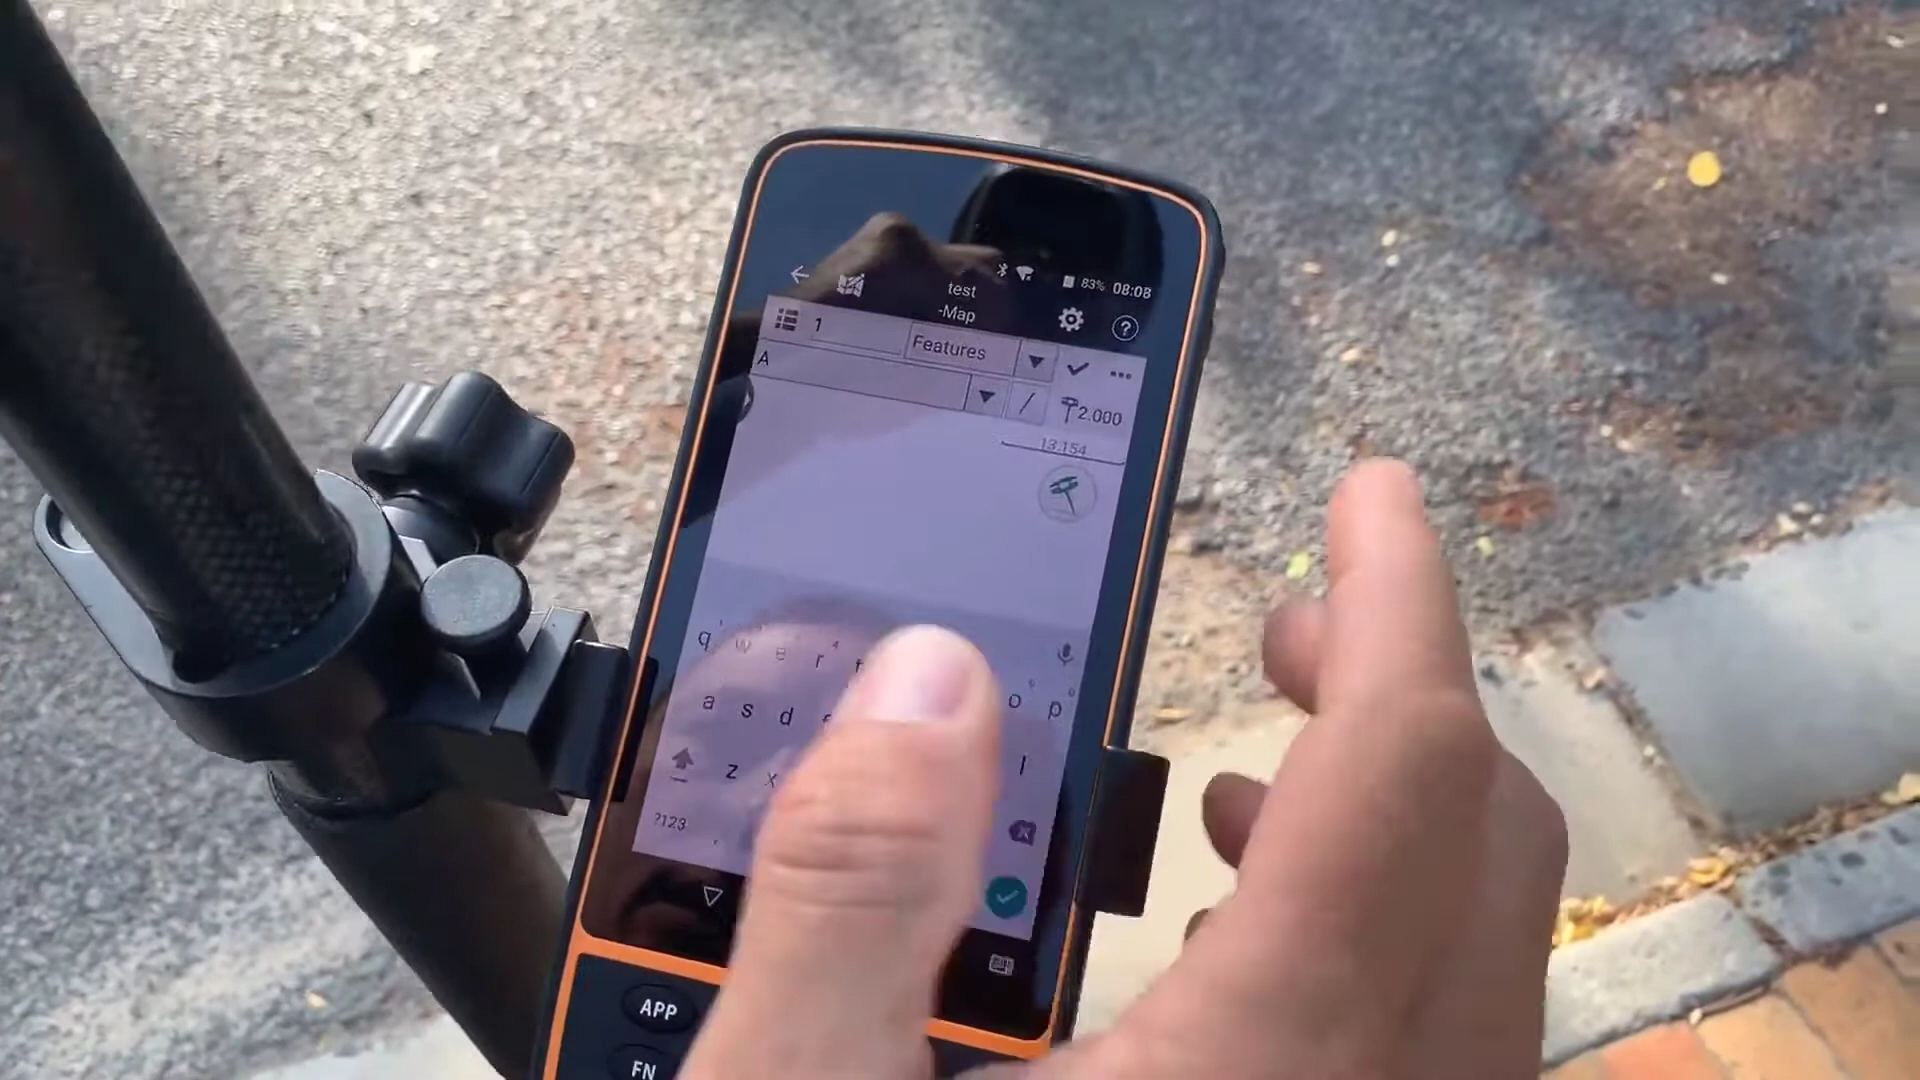 83% 08:08
test
-Map
1 Features
A
2.000
13.154
q w e r t o p
a s d
z x l
?123
APP
FN